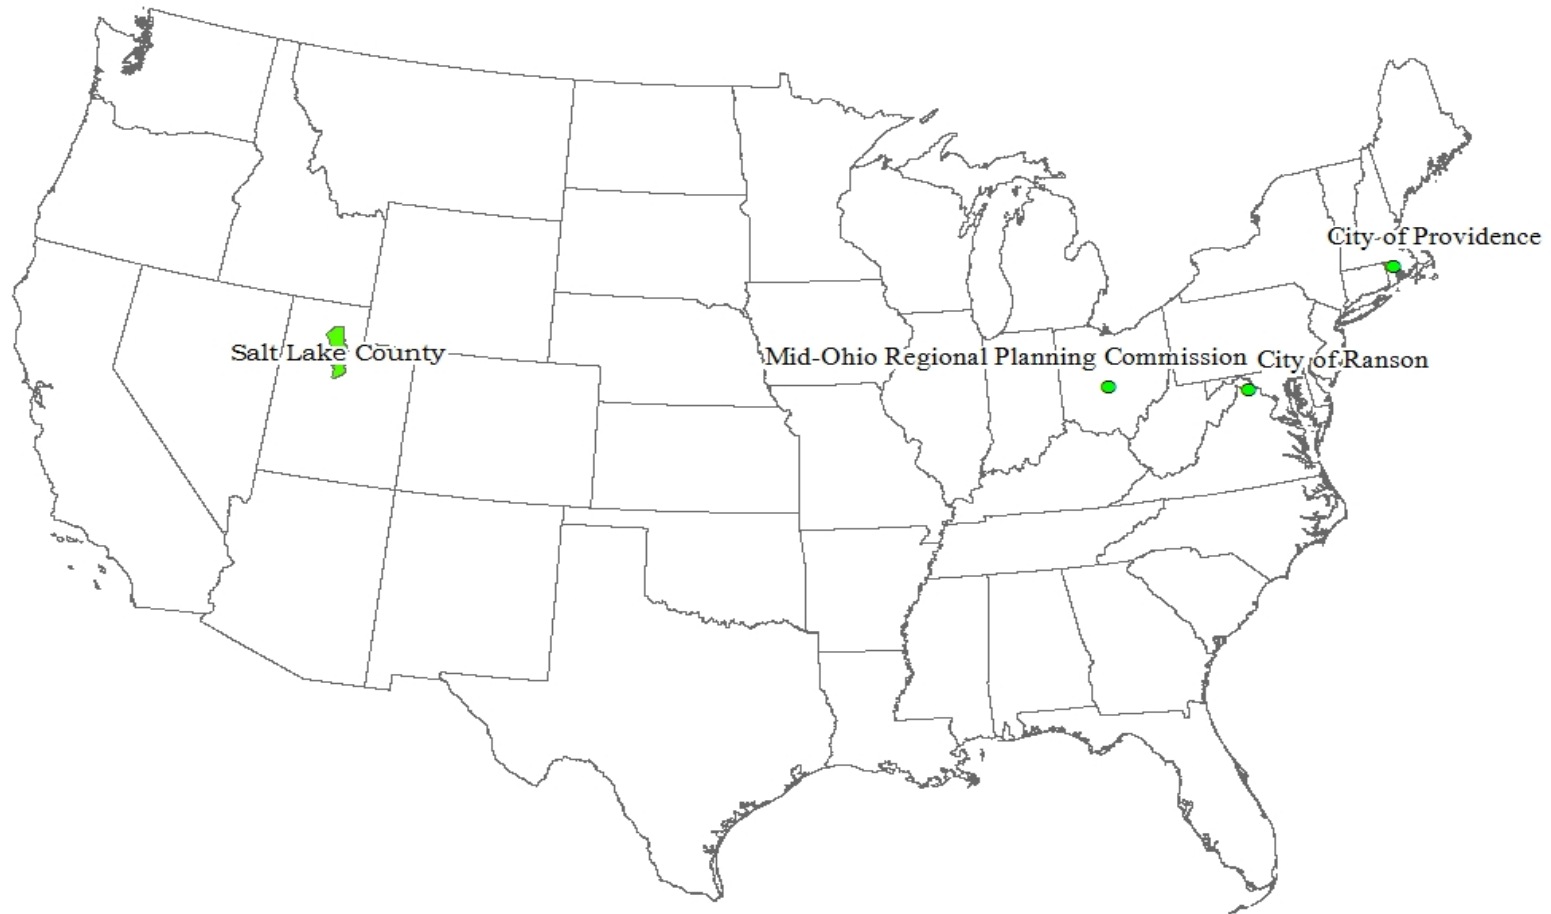 City of Providence
Salt Lake County
Mid-Ohio Regional Planning Commission
City of Ranson